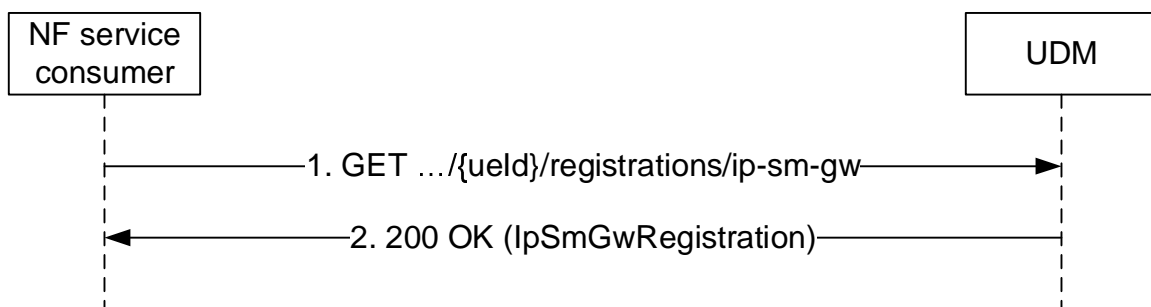 NF service
consumer
UDM
1. GET …/{ueId}/registrations/ip-sm-gw
2. 200 OK (IpSmGwRegistration)